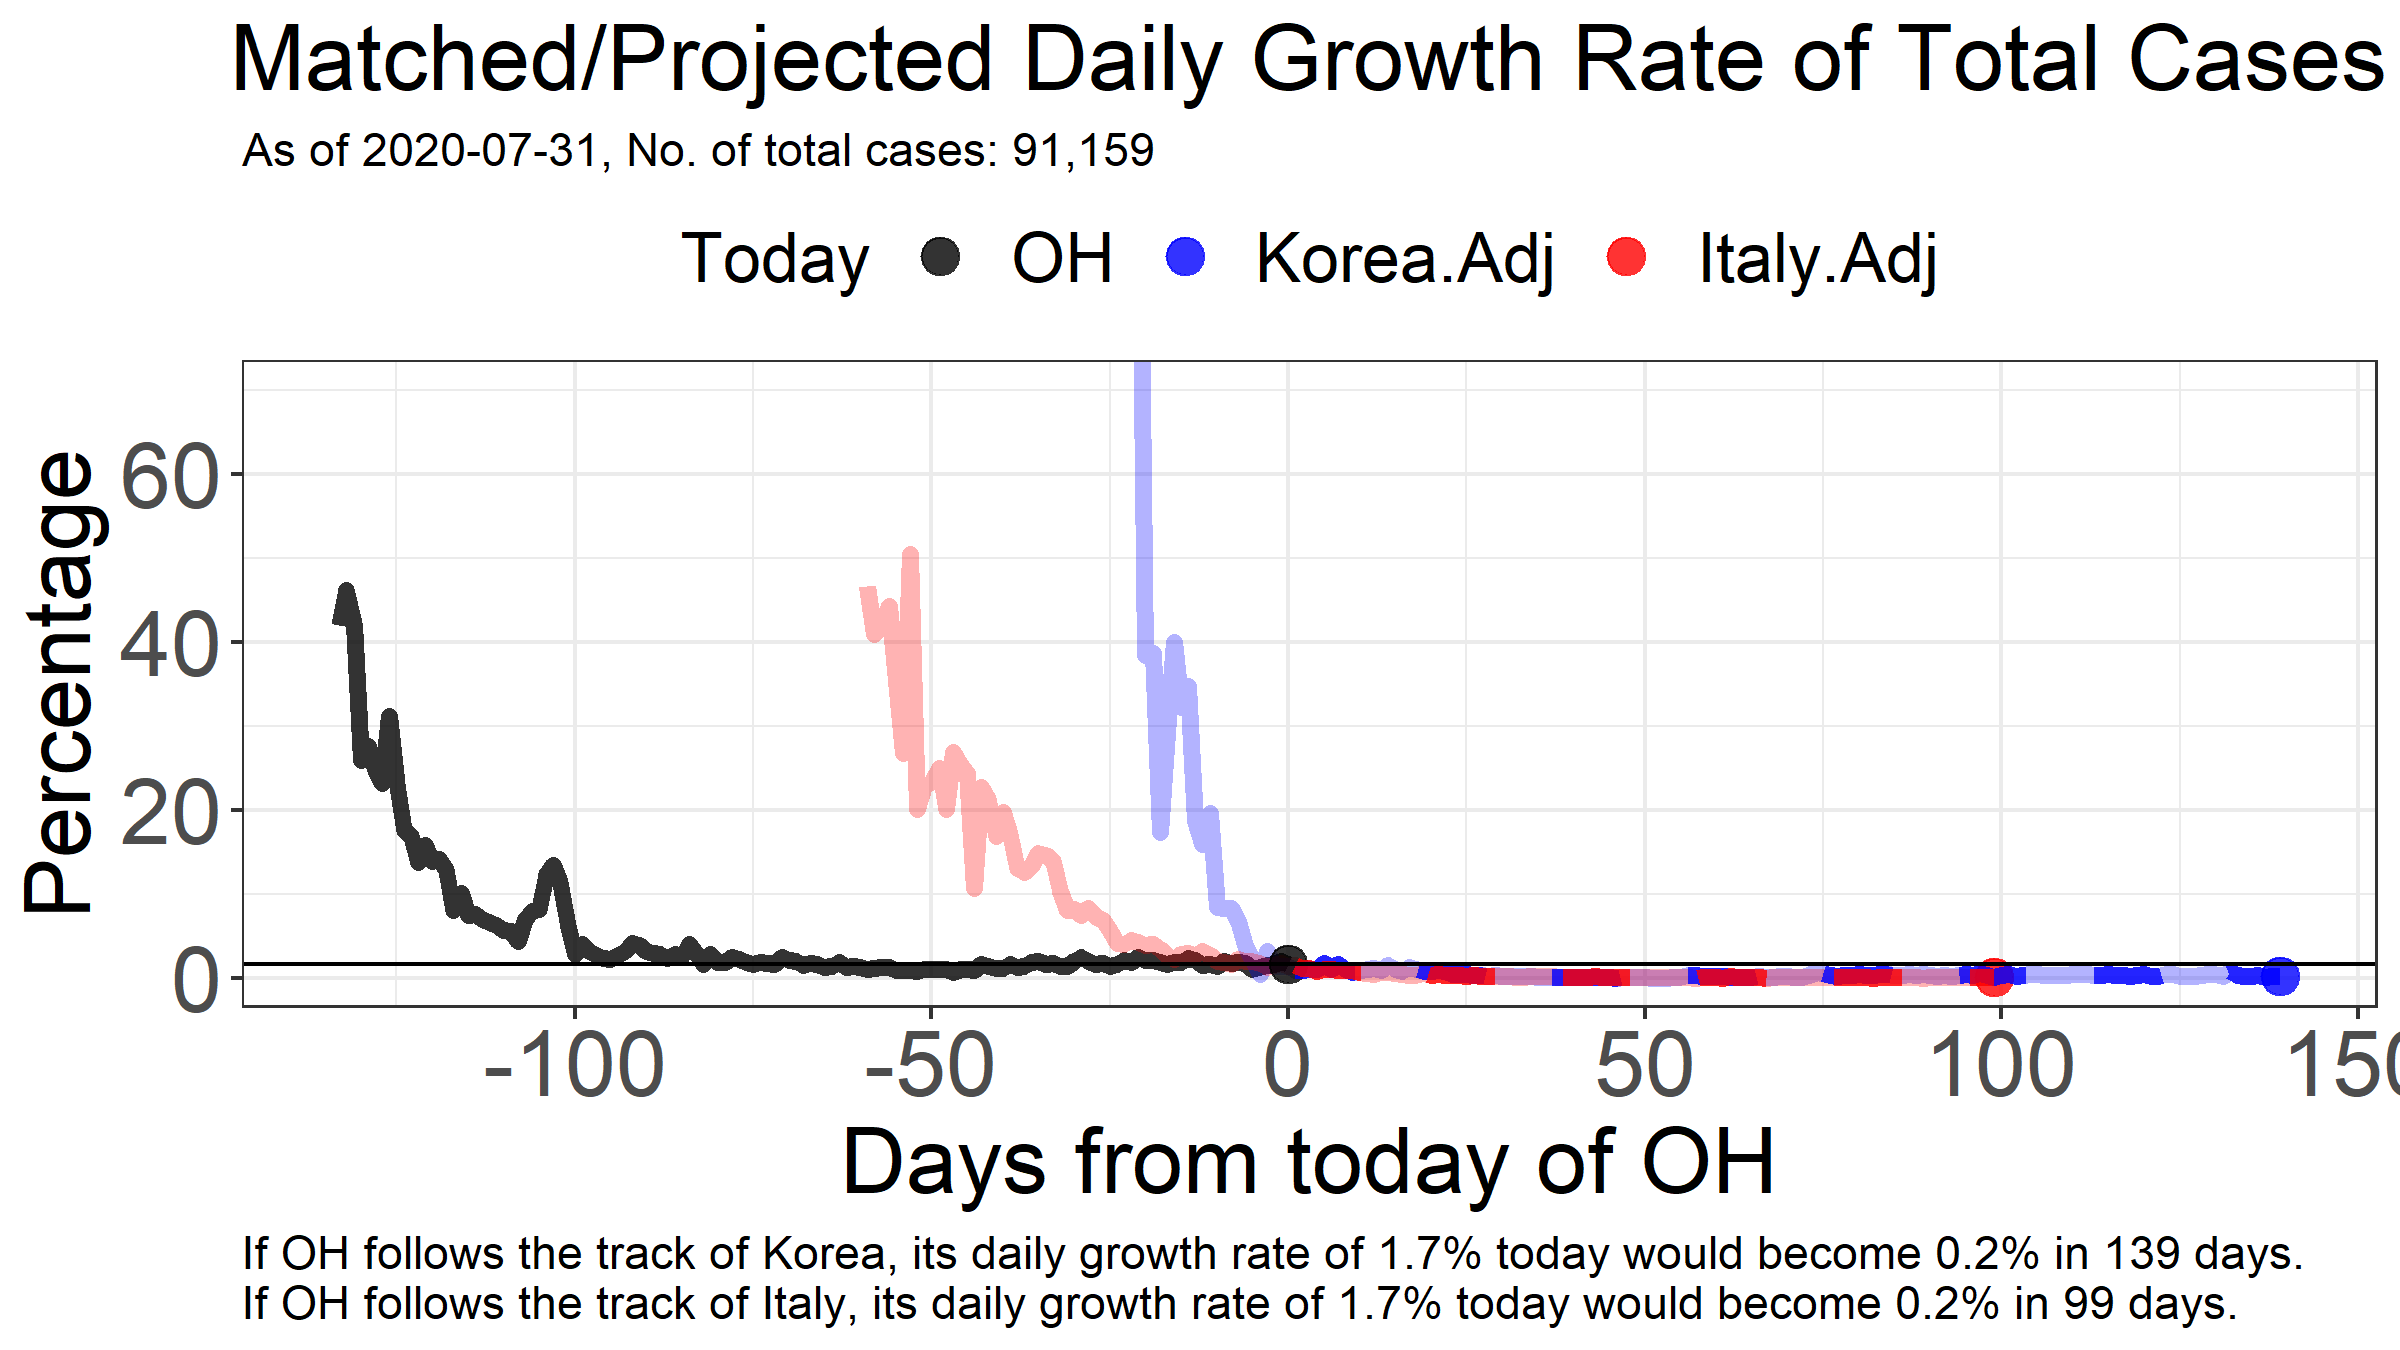 Matched/Projected Daily Growth Rate of Total Cases
As of 2020-07-31, No. of total cases: 91,159
Today OH Korea.Adj Italy.Adj
Percentage
60
40
20
0
-100 -50 0 50 100 150
Days from today of OH
If OH follows the track of Korea, its daily growth rate of 1.7% today would become 0.2% in 139 days.
If OH follows the track of Italy, its daily growth rate of 1.7% today would become 0.2% in 99 days.